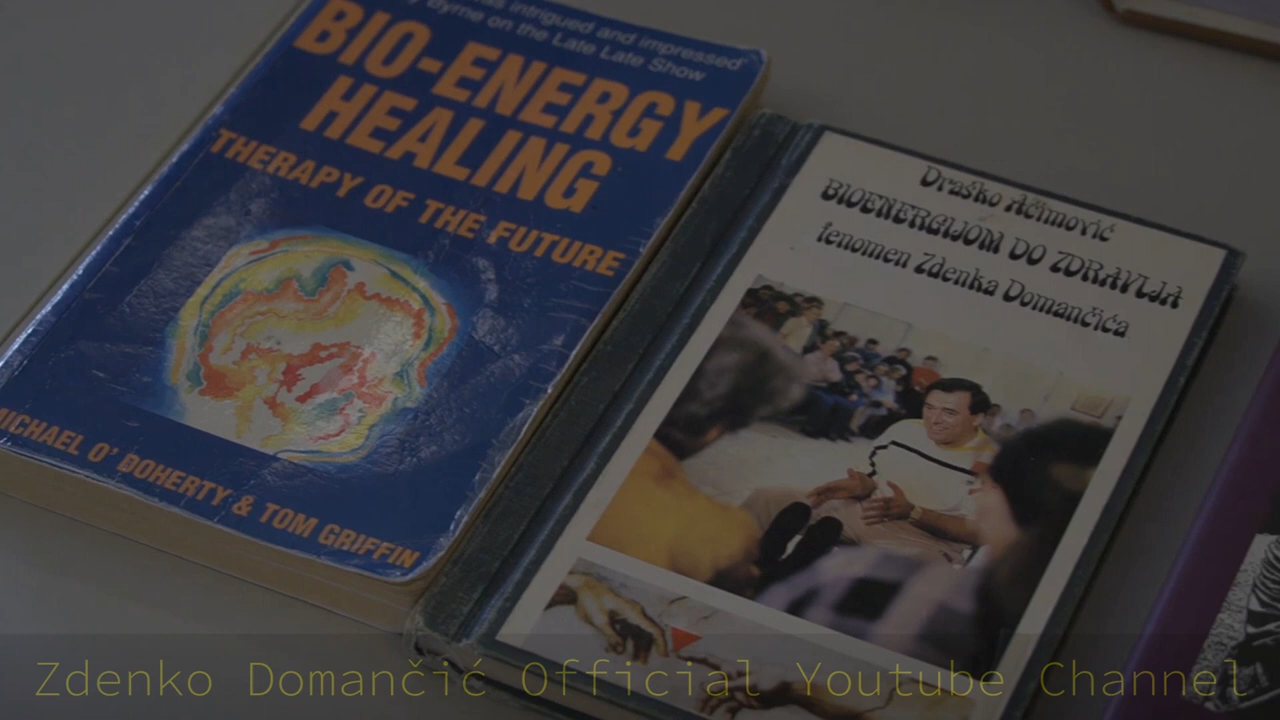 intrigued and impressed"
Byrne on the Late Late Show
BIO-ENERGY
HEALING
THERAPY OF THE FUTURE
MICHAEL O' DOHERTY & TOM GRIFFIN
Draško Aćimović
BIOENERGIJOM DO ZDRAVLJA
fenomen Zdenka Domančića
Zdenko Domančić Official Youtube Channel